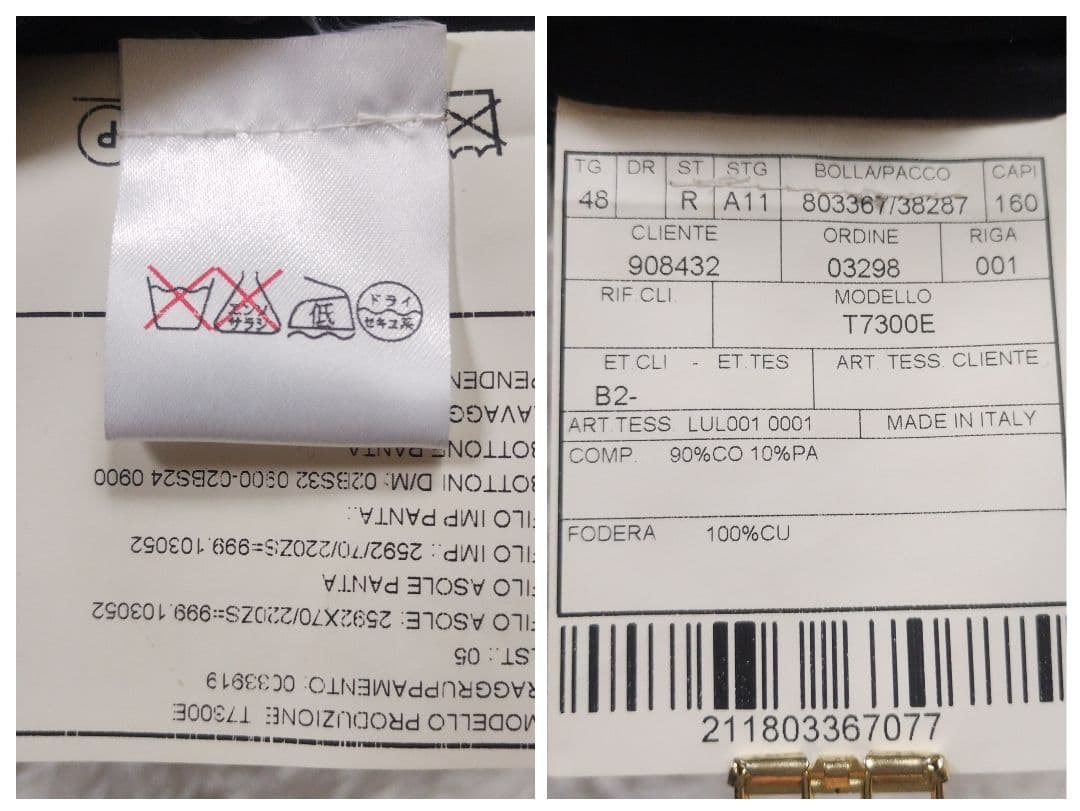 P
エンソ
サラシ
低
ドライ
セキユ系
MODELLO PRODUZIONE: T7300E
RAGGRUPPAMENTO: 0033919
LST.: 05
FILO ASOLE: 2592X70/220ZS=999.103052
FILO ASOLE PANTA
FILO IMP.: 2592/70/220ZS=999.103052
FILO IMP PANTA.:
BOTTONI D/M: 02BS32 0900-02BS24 0900
BOTTONE PANTA
AVAGG
PENDEN
TG DR ST STG BOLLA/PACCO CAPI
48 R A11 803367/38287 160
CLIENTE ORDINE RIGA
908432 03298 001
RIF.CLI. MODELLO
T7300E
ET.CLI - ET.TES ART. TESS. CLIENTE
B2-
ART.TESS. LUL001 0001 MADE IN ITALY
COMP. 90%CO 10%PA
FODERA 100%CU
211803367077